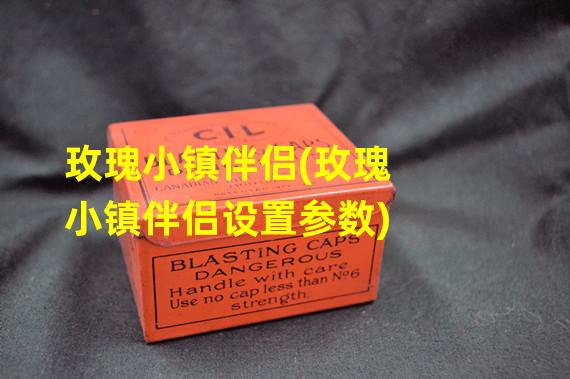 CIL
玫瑰小镇伴侣(玫瑰
小镇伴侣设置参数)
BLASTING CAPS
DANGEROUS
Handle with care
Use no cap less than No6
strength.